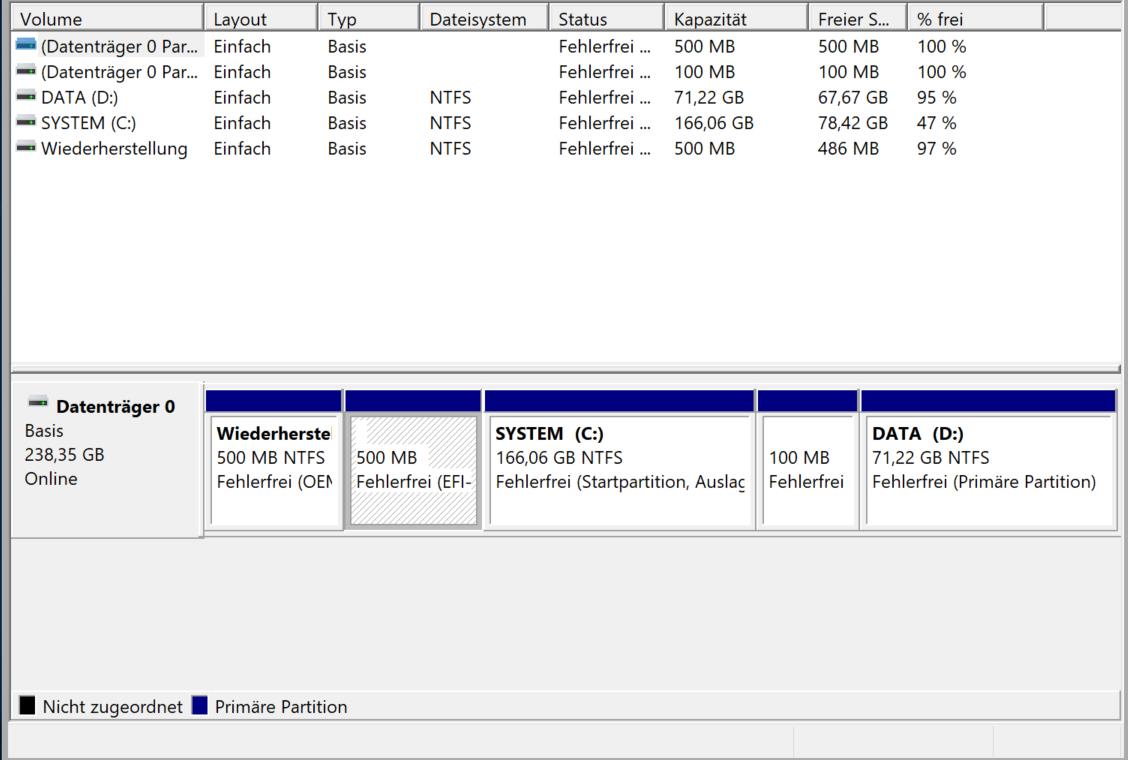 Volume Layout Typ Dateisystem Status Kapazität Freier S... % frei
(Datenträger 0 Par... Einfach Basis Fehlerfrei ... 500 MB 500 MB 100 %
(Datenträger 0 Par... Einfach Basis Fehlerfrei ... 100 MB 100 MB 100 %
DATA (D:) Einfach Basis NTFS Fehlerfrei ... 71,22 GB 67,67 GB 95 %
SYSTEM (C:) Einfach Basis NTFS Fehlerfrei ... 166,06 GB 78,42 GB 47 %
Wiederherstellung Einfach Basis NTFS Fehlerfrei ... 500 MB 486 MB 97 %
Datenträger 0
Basis
238,35 GB
Online
Wiederherste
500 MB NTFS
Fehlerfrei (OEM
500 MB
Fehlerfrei (EFI-
SYSTEM (C:)
166,06 GB NTFS
Fehlerfrei (Startpartition, Auslag
100 MB
Fehlerfrei
DATA (D:)
71,22 GB NTFS
Fehlerfrei (Primäre Partition)
Nicht zugeordnet Primäre Partition